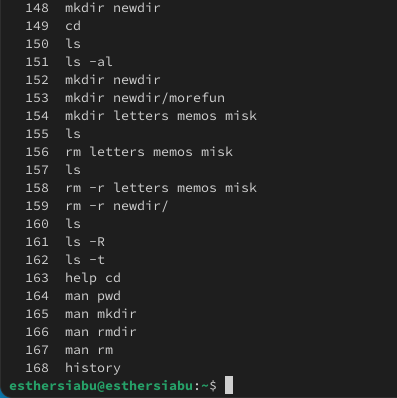 148 mkdir newdir
149 cd
150 ls
151 ls -al
152 mkdir newdir
153 mkdir newdir/morefun
154 mkdir letters memos misk
155 ls
156 rm letters memos misk
157 ls
158 rm -r letters memos misk
159 rm -r newdir/
160 ls
161 ls -R
162 ls -t
163 help cd
164 man pwd
165 man mkdir
166 man rmdir
167 man rm
168 history
esthersiabu@esthersiabu:~$